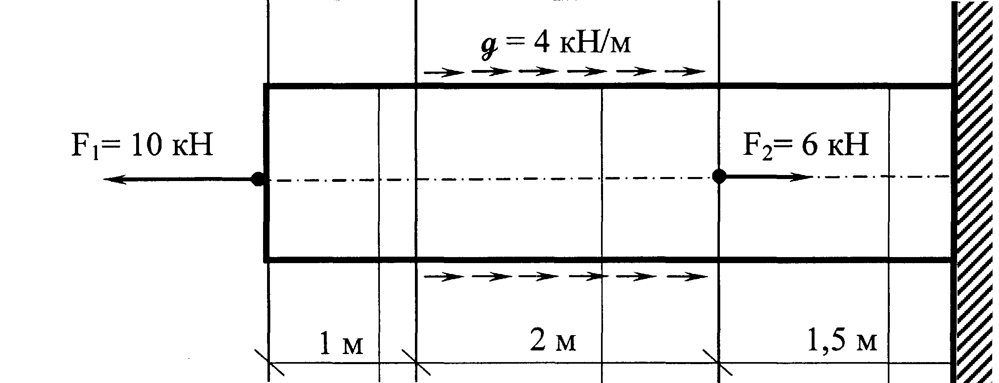 g = 4 кН/м
F₁= 10 кН
F₂= 6 кН
1 м
2 м
1,5 м